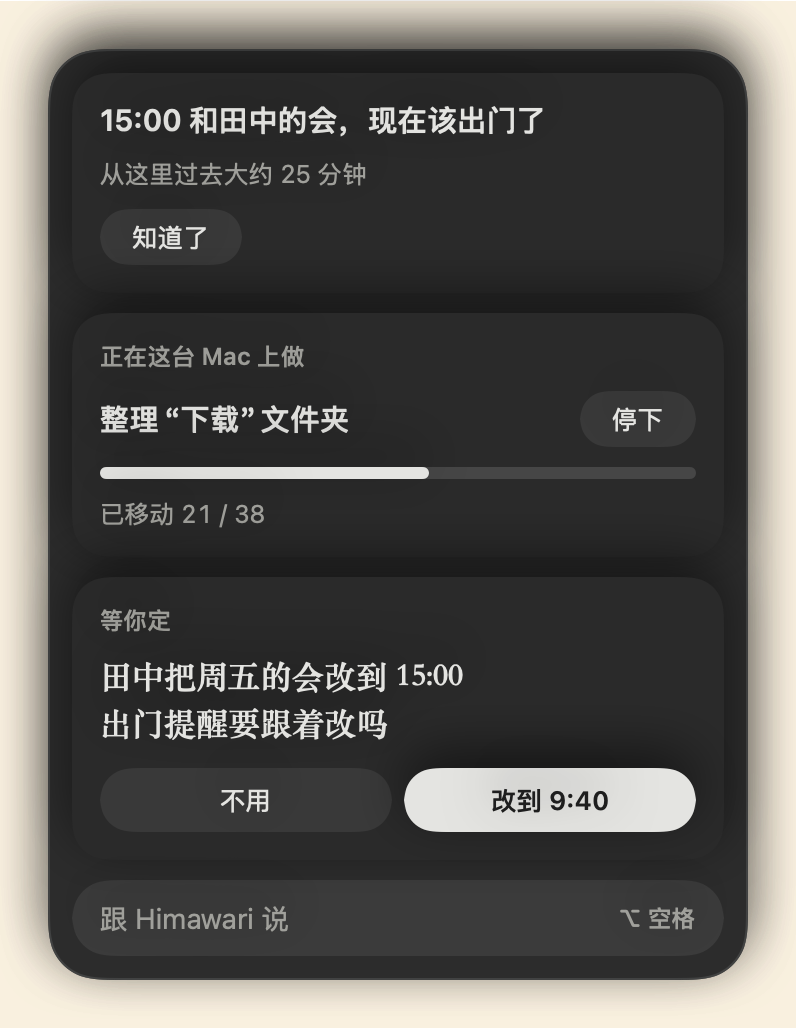 15:00 和田中的会，现在该出门了
从这里过去大约 25 分钟
知道了
正在这台 Mac 上做
整理 “下载” 文件夹
停下
已移动 21 / 38
等你定
田中把周五的会改到 15:00
出门提醒要跟着改吗
不用
改到 9:40
跟 Himawari 说
⌥ 空格